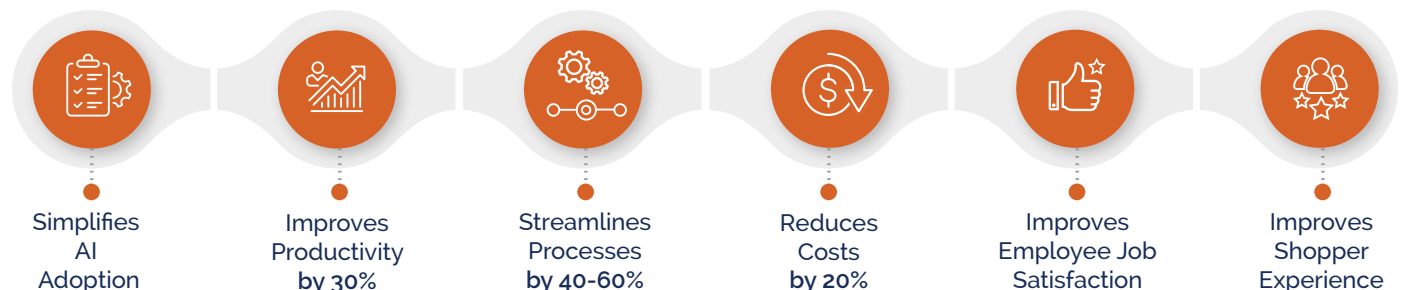 Simplifies
AI
Adoption
Improves
Productivity
by 30%
Streamlines
Processes
by 40-60%
Reduces
Costs
by 20%
Improves
Employee Job
Satisfaction
Improves
Shopper
Experience